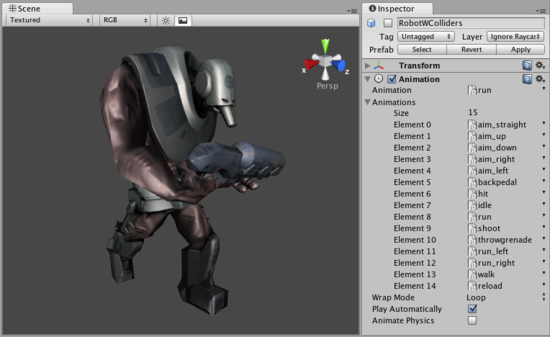 Scene
Textured
RGB
y
x
z
Persp
Inspector
RobotWColliders
Tag Untagged Layer Ignore Raycast
Prefab Select Revert Apply
Transform
Animation
Animation run
Animations
Size 15
Element 0 aim_straight
Element 1 aim_up
Element 2 aim_down
Element 3 aim_right
Element 4 aim_left
Element 5 backpedal
Element 6 hit
Element 7 idle
Element 8 run
Element 9 shoot
Element 10 throwgrenade
Element 11 run_left
Element 12 run_right
Element 13 walk
Element 14 reload
Wrap Mode Loop
Play Automatically
Animate Physics